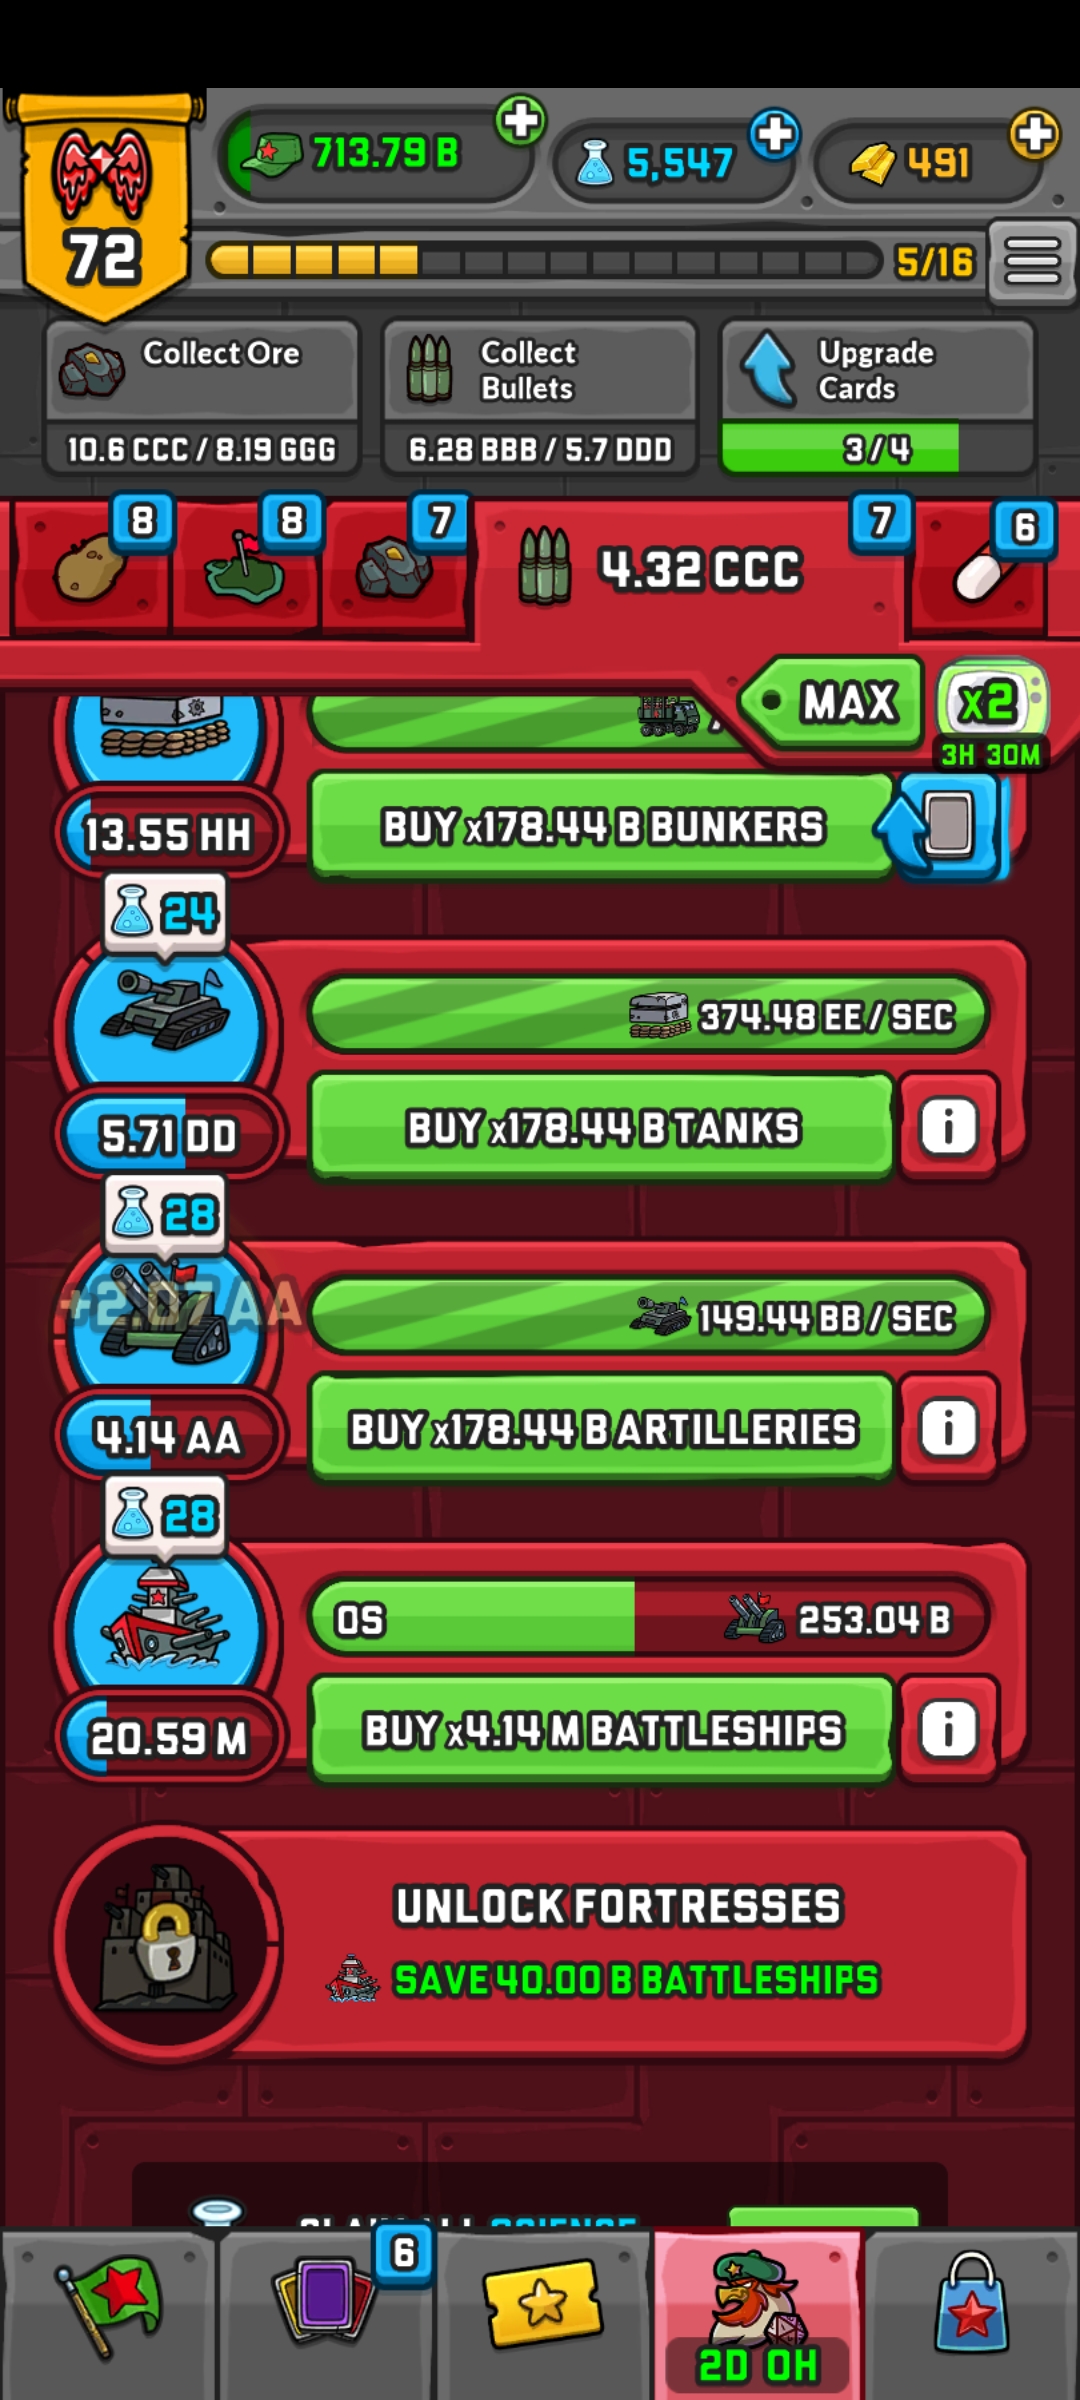 713.79 B
5,547
491
72
5/16
Collect Ore
10.6 CCC / 8.19 GGG
Collect
Bullets
6.28 BBB / 5.7 DDD
Upgrade
Cards
3/4
8
8
7
4.32 CCC
7
6
MAX
x2
3H 30M
BUY x178.44 B BUNKERS
13.55 HH
24
374.48 EE / SEC
BUY x178.44 B TANKS
5.71 DD
28
+2.07 AA
149.44 BB / SEC
BUY x178.44 B ARTILLERIES
4.14 AA
28
0S
253.04 B
BUY x4.14 M BATTLESHIPS
20.59 M
UNLOCK FORTRESSES
SAVE 40.00 B BATTLESHIPS
6
2D 0H